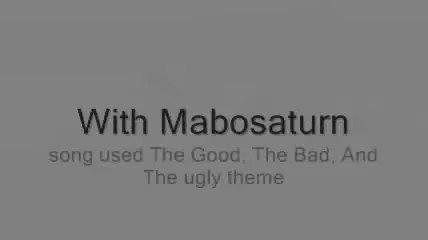 With Mabosaturn
song used The Good, The Bad, And
The ugly theme